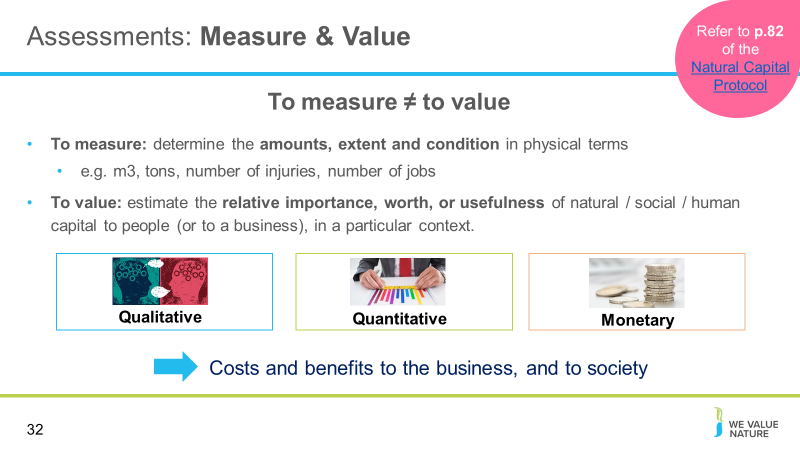 Assessments: Measure & Value
Refer to p.82
of the
Natural Capital
Protocol
To measure ≠ to value
• To measure: determine the amounts, extent and condition in physical terms
• e.g. m3, tons, number of injuries, number of jobs
• To value: estimate the relative importance, worth, or usefulness of natural / social / human
capital to people (or to a business), in a particular context.
Qualitative
Quantitative
Monetary
Costs and benefits to the business, and to society
32
WE VALUE
NATURE